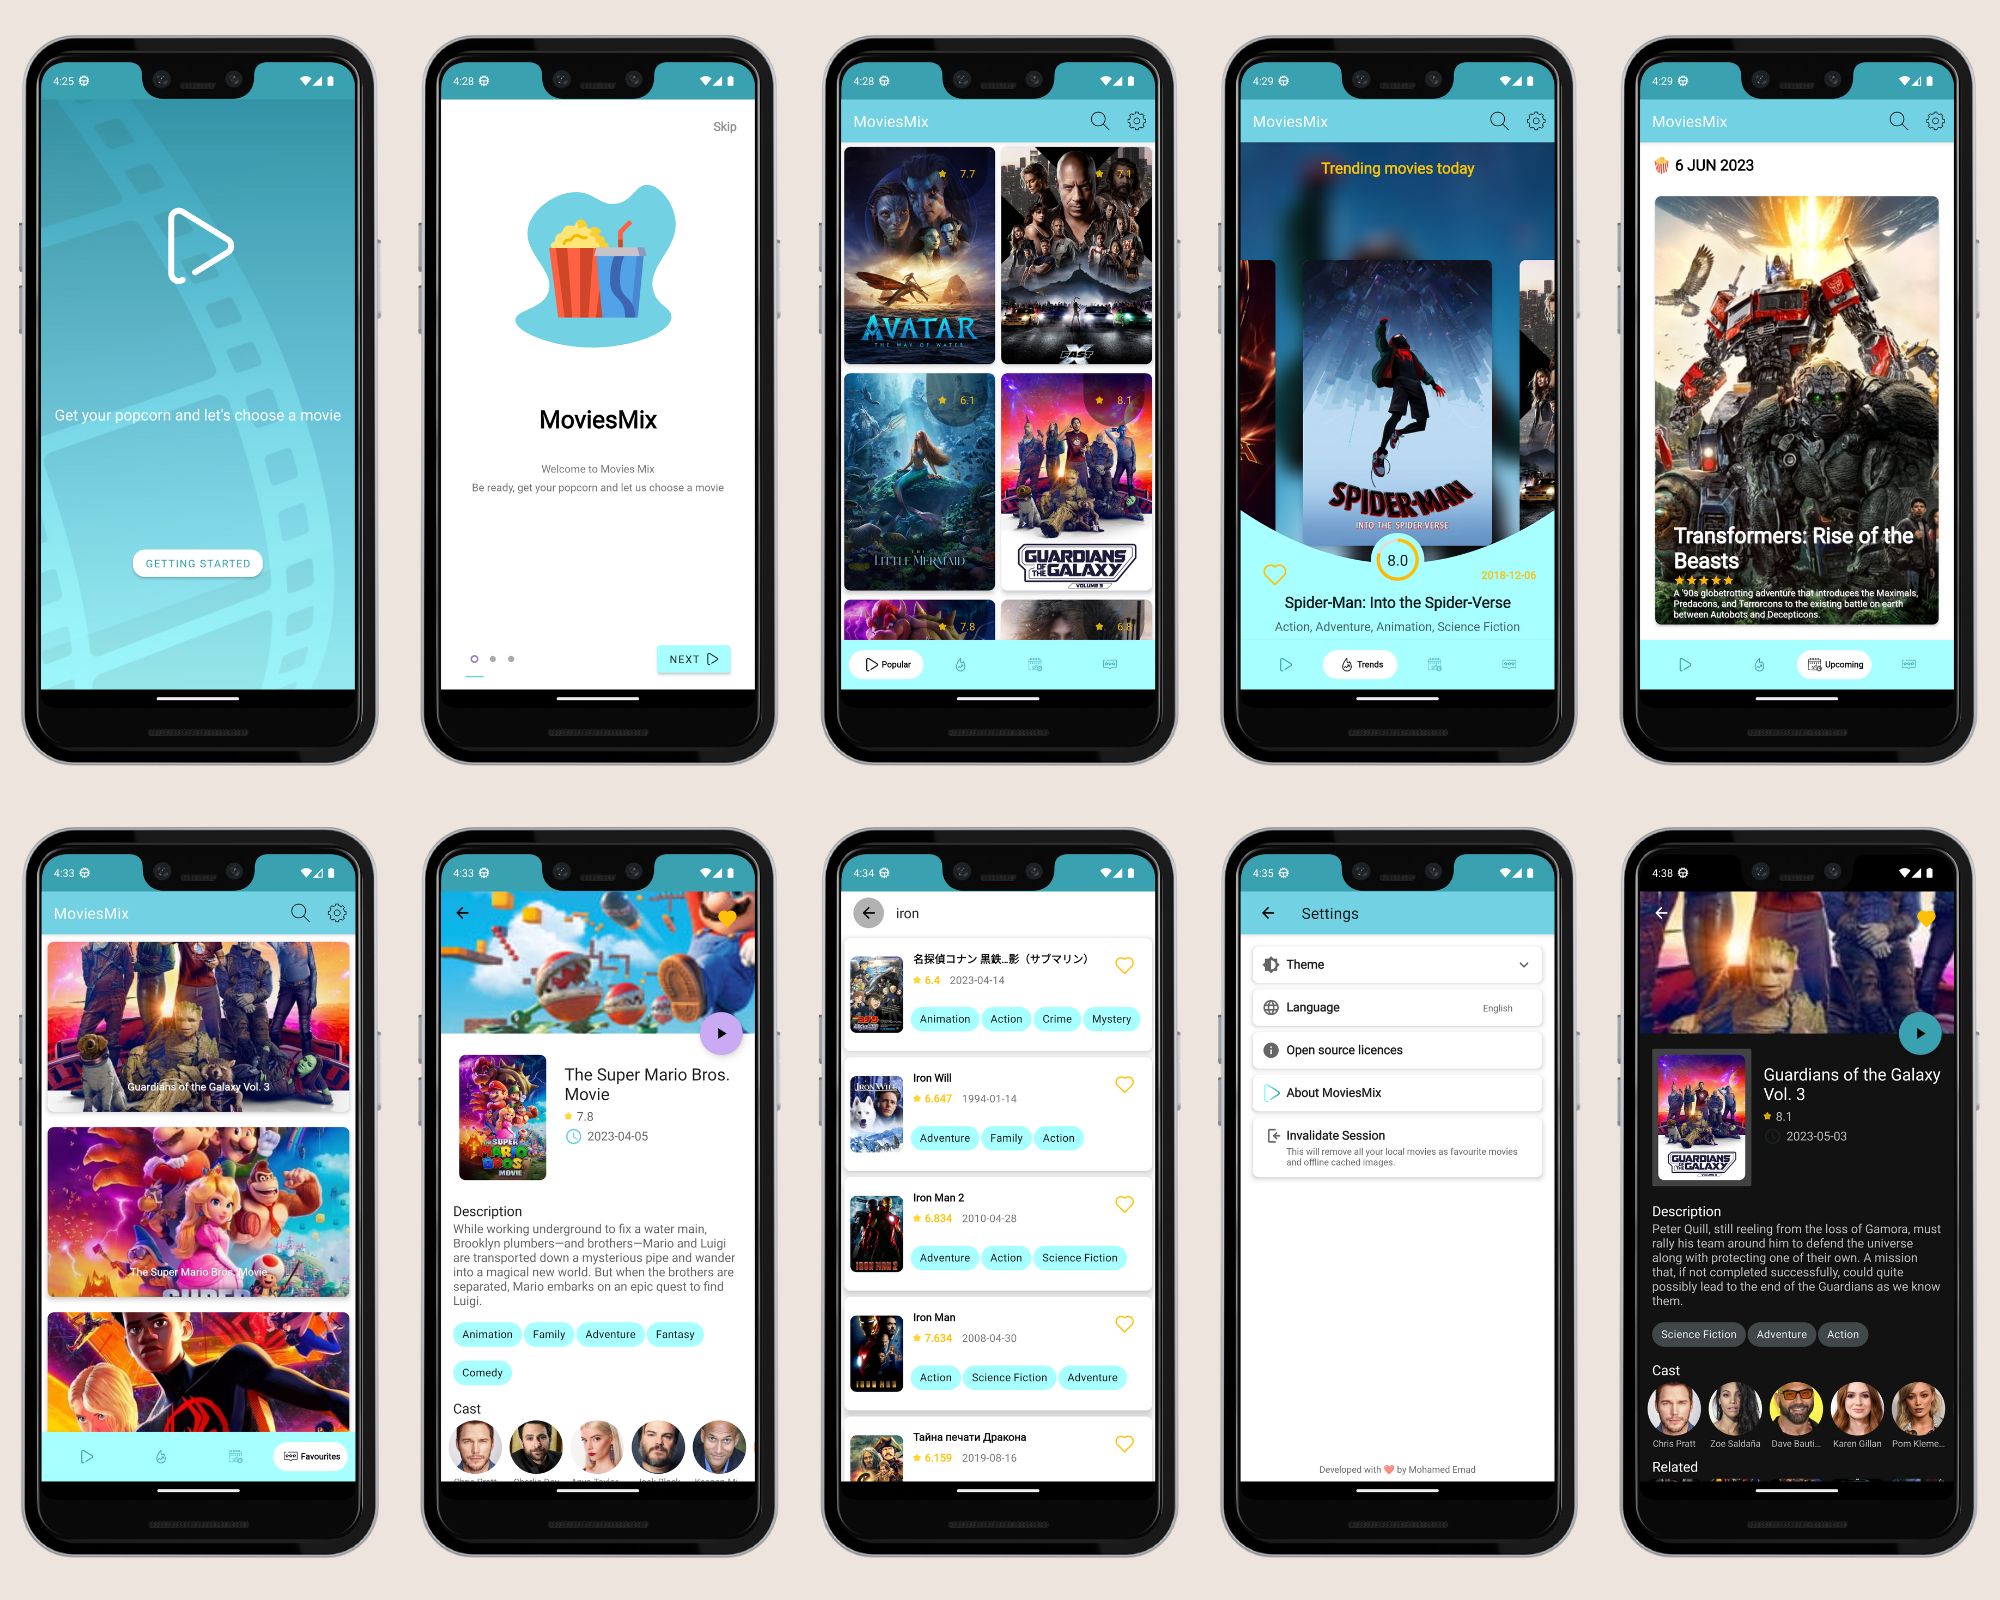 4:25
Get your popcorn and let's choose a movie
GETTING STARTED
4:28
Skip
MoviesMix
Welcome to Movies Mix
Be ready, get your popcorn and let us choose a movie
NEXT
4:28
MoviesMix
7.7
AVATAR
THE WAY OF WATER
7.1
FAST X
6.1
THE LITTLE MERMAID
8.1
GUARDIANS
OF THE GALAXY
VOLUME 3
7.8
6.8
Popular
4:29
MoviesMix
Trending movies today
SPIDER-MAN
INTO THE SPIDER-VERSE
8.0
2018-12-06
Spider-Man: Into the Spider-Verse
Action, Adventure, Animation, Science Fiction
Trends
4:29
MoviesMix
6 JUN 2023
Transformers: Rise of the
Beasts
A '90s globetrotting adventure that introduces the Maximals,
Predacons, and Terrorcons to the existing battle on earth
between Autobots and Decepticons.
Upcoming
4:33
MoviesMix
Guardians of the Galaxy Vol. 3
The Super Mario Bros. Movie
SUPER
Favourites
4:33
The Super Mario Bros.
Movie
7.8
2023-04-05
THE SUPER
MARIO
BROS
MOVIE
Description
While working underground to fix a water main,
Brooklyn plumbers—and brothers—Mario and Luigi
are transported down a mysterious pipe and wander
into a magical new world. But when the brothers are
separated, Mario embarks on an epic quest to find
Luigi.
Animation Family Adventure Fantasy
Comedy
Cast
4:34
iron
名探偵コナン 黒鉄…影（サブマリン）
6.4 2023-04-14
Animation Action Crime Mystery
Iron Will
IRON WILL
6.647 1994-01-14
Adventure Family Action
Iron Man 2
6.834 2010-04-28
IRON MAN 2
Adventure Action Science Fiction
Iron Man
7.634 2008-04-30
IRON MAN
Action Science Fiction Adventure
Тайна печати Дракона
6.159 2019-08-16
4:35
Settings
Theme
Language English
Open source licences
About MoviesMix
Invalidate Session
This will remove all your local movies as favourite movies
and offline cached images.
Developed with ❤ by Mohamed Emad
4:38
Guardians of the Galaxy
Vol. 3
8.1
2023-05-03
GUARDIANS
OF THE GALAXY
Description
Peter Quill, still reeling from the loss of Gamora, must
rally his team around him to defend the universe
along with protecting one of their own. A mission
that, if not completed successfully, could quite
possibly lead to the end of the Guardians as we know
them.
Science Fiction Adventure Action
Cast
Chris Pratt Zoe Saldaña Dave Bauti... Karen Gillan Pom Kleme...
Related